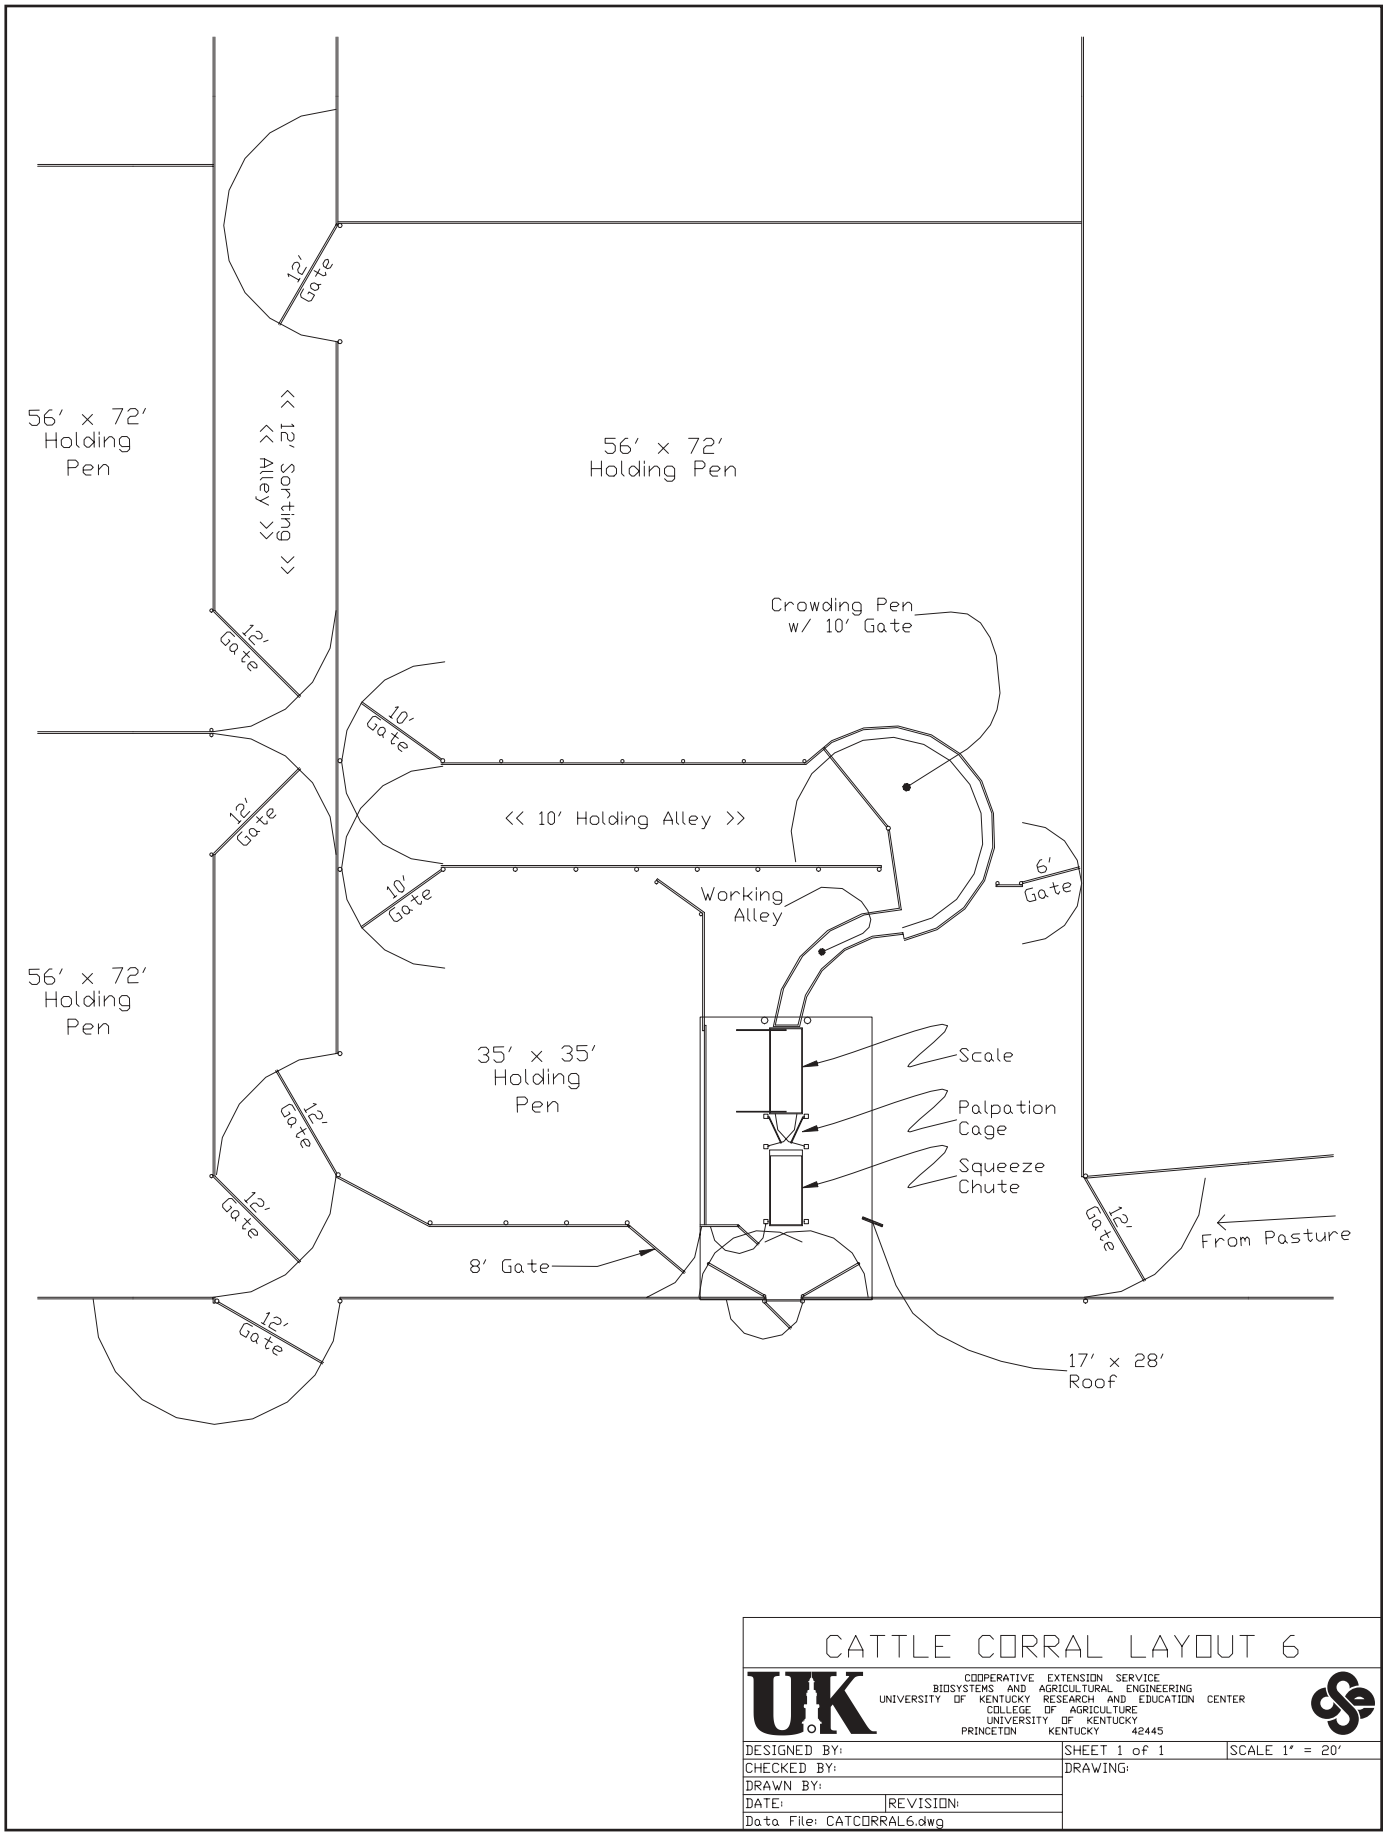 12'
Gate
<< 12' Sorting >>
<< Alley >>
56' x 72'
Holding
Pen
56' x 72'
Holding Pen
Crowding Pen
w/ 10' Gate
12'
Gate
10'
Gate
12'
Gate
<< 10' Holding Alley >>
10'
Gate
Working
Alley
6'
Gate
56' x 72'
Holding
Pen
35' x 35'
Holding
Pen
Scale
Palpation
Cage
Squeeze
Chute
12'
Gate
12'
Gate
12'
Gate
From Pasture
8' Gate
12'
Gate
17' x 28'
Roof
CATTLE CORRAL LAYOUT 6
UK
COOPERATIVE EXTENSION SERVICE
BIOSYSTEMS AND AGRICULTURAL ENGINEERING
UNIVERSITY OF KENTUCKY RESEARCH AND EDUCATION CENTER
COLLEGE OF AGRICULTURE
UNIVERSITY OF KENTUCKY
PRINCETON KENTUCKY 42445
cse
DESIGNED BY:
SHEET 1 of 1
SCALE 1" = 20'
CHECKED BY:
DRAWING:
DRAWN BY:
DATE:
REVISION:
Data File: CATCORRAL6.dwg